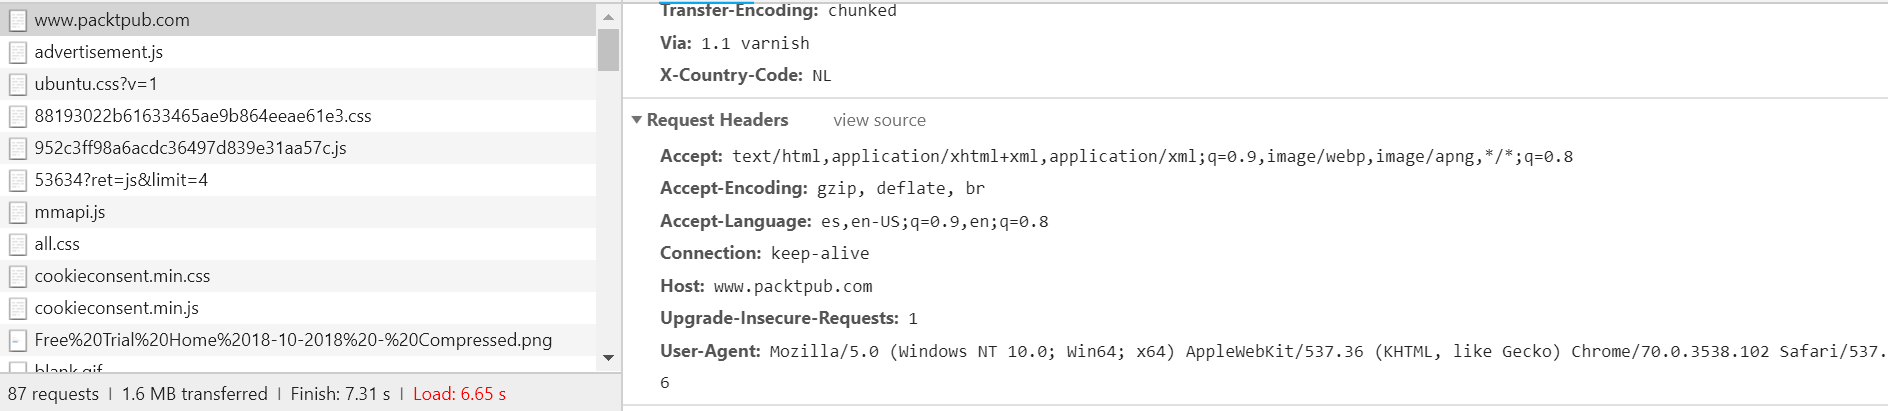 www.packtpub.com
advertisement.js
ubuntu.css?v=1
88193022b61633465ae9b864eeae61e3.css
952c3ff98a6acdc36497d839e31aa57c.js
53634?ret=js&limit=4
mmapi.js
all.css
cookieconsent.min.css
cookieconsent.min.js
Free%20Trial%20Home%2018-10-2018%20-%20Compressed.png
blank.gif
87 requests | 1.6 MB transferred | Finish: 7.31 s | Load: 6.65 s
Transfer-Encoding: chunked
Via: 1.1 varnish
X-Country-Code: NL
Request Headers view source
Accept: text/html,application/xhtml+xml,application/xml;q=0.9,image/webp,image/apng,*/*;q=0.8
Accept-Encoding: gzip, deflate, br
Accept-Language: es,en-US;q=0.9,en;q=0.8
Connection: keep-alive
Host: www.packtpub.com
Upgrade-Insecure-Requests: 1
User-Agent: Mozilla/5.0 (Windows NT 10.0; Win64; x64) AppleWebKit/537.36 (KHTML, like Gecko) Chrome/70.0.3538.102 Safari/537.
6